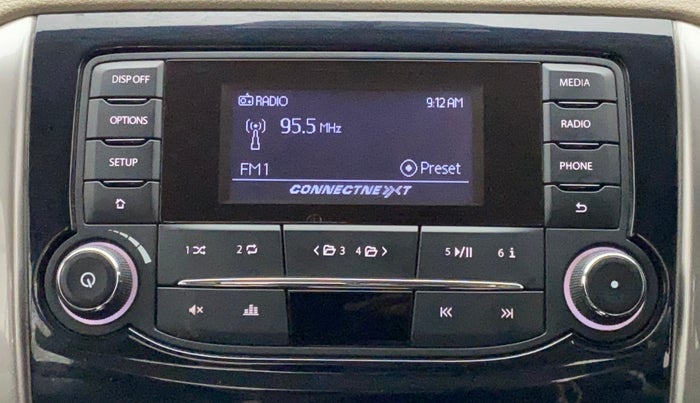 DISP OFF
OPTIONS
SETUP
RADIO 9:12 AM
95.5 MHz
FM1 Preset
CONNECTNEXT
MEDIA
RADIO
PHONE
1 2 3 4 5 6 i